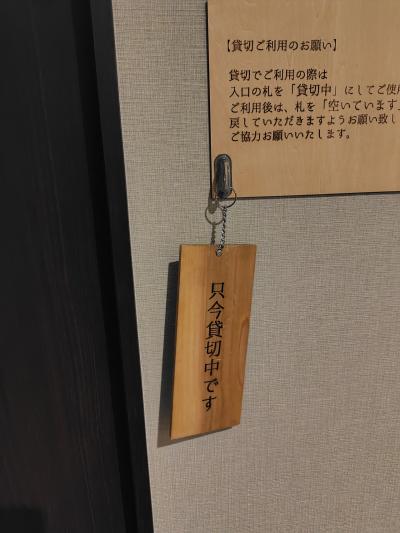 【貸切ご利用のお願い】
貸切でご利用の際は
入口の札を「貸切中」にしてご使用
ご利用後は、札を「空いています」
戻していただきますようお願い致し
ご協力お願いいたします。
只今貸切中です